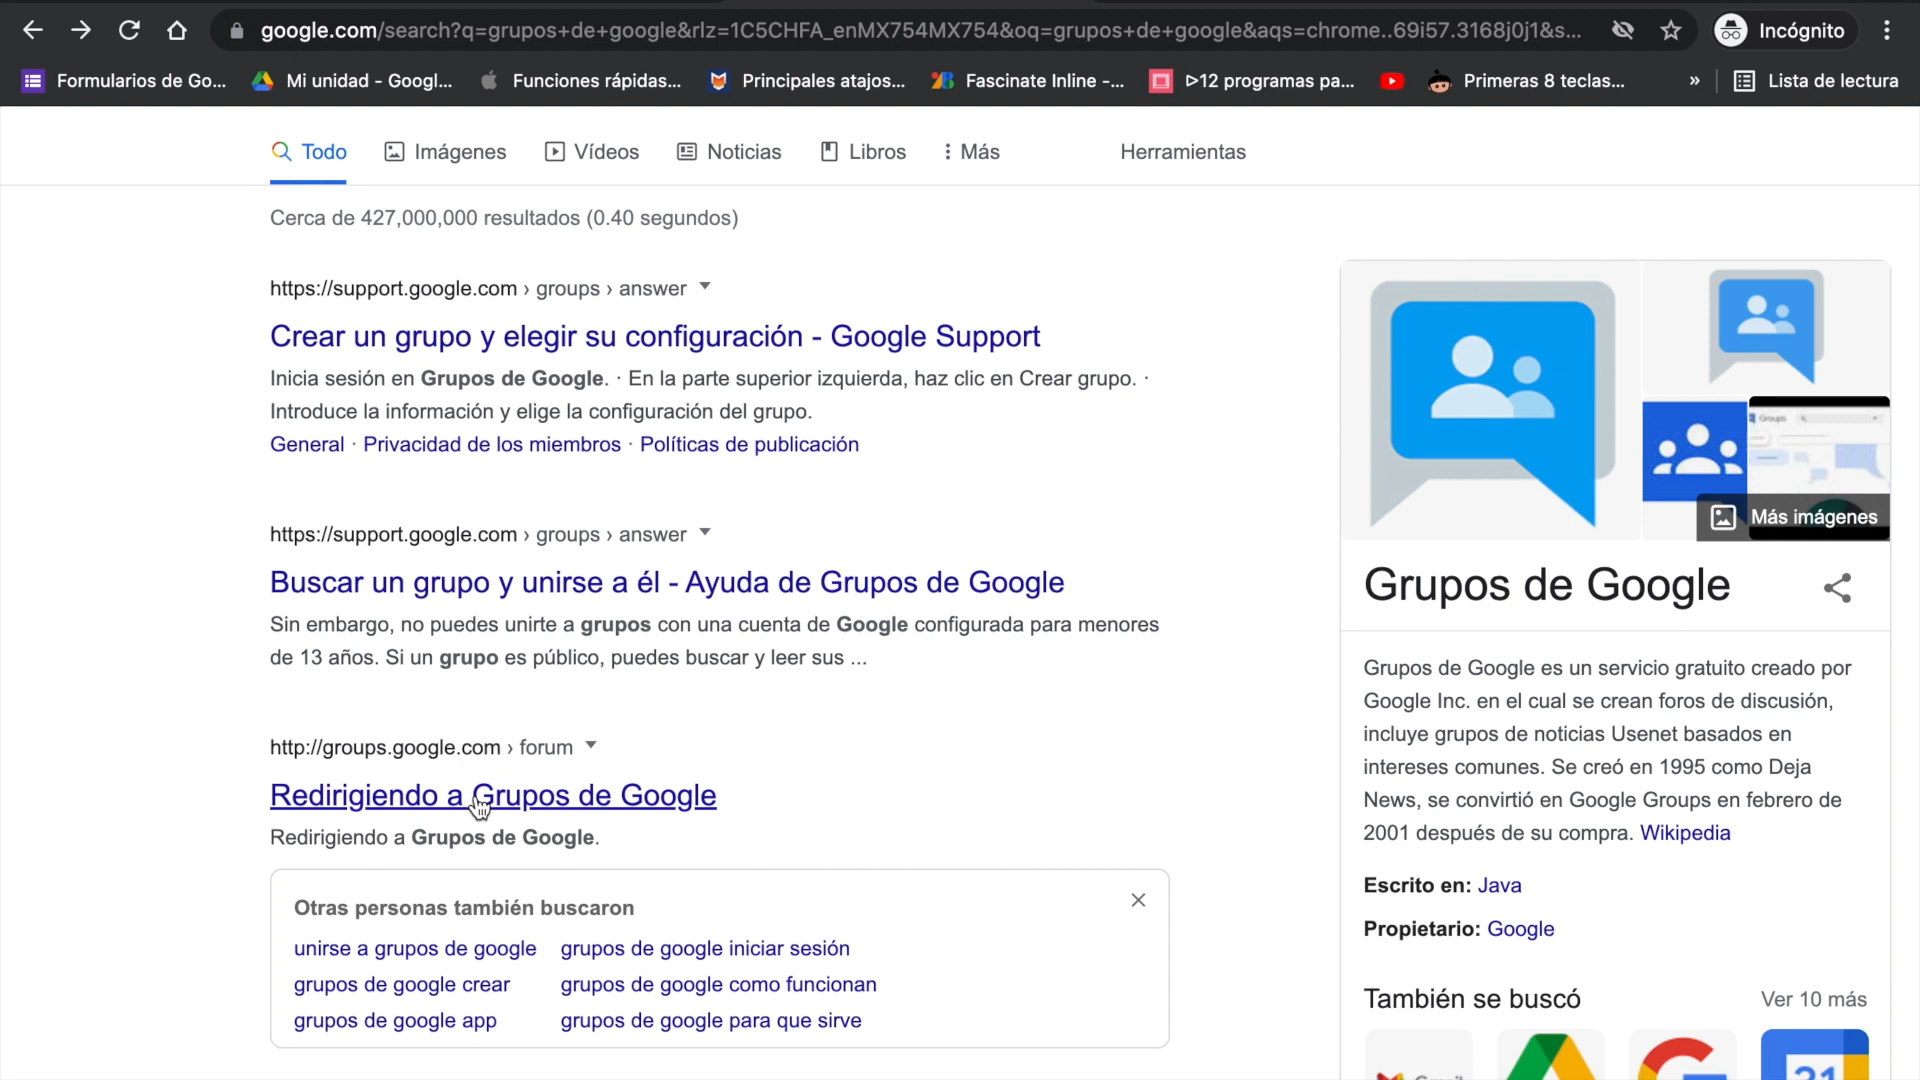 google.com/search?q=grupos+de+google&rlz=1C5CHFA_enMX754MX754&oq=grupos+de+google&aqs=chrome..69i57.3168j0j1&s...
Incógnito
Formularios de Go...
Mi unidad - Googl...
Funciones rápidas...
Principales atajos...
Fascinate Inline -...
▷12 programas pa...
Primeras 8 teclas...
»
Lista de lectura
Todo
Imágenes
Vídeos
Noticias
Libros
Más
Herramientas
Cerca de 427,000,000 resultados (0.40 segundos)
https://support.google.com › groups › answer
Crear un grupo y elegir su configuración - Google Support
Inicia sesión en Grupos de Google. · En la parte superior izquierda, haz clic en Crear grupo. ·
Introduce la información y elige la configuración del grupo.
General · Privacidad de los miembros · Políticas de publicación
https://support.google.com › groups › answer
Buscar un grupo y unirse a él - Ayuda de Grupos de Google
Sin embargo, no puedes unirte a grupos con una cuenta de Google configurada para menores
de 13 años. Si un grupo es público, puedes buscar y leer sus ...
http://groups.google.com › forum
Redirigiendo a Grupos de Google
Redirigiendo a Grupos de Google.
Otras personas también buscaron
unirse a grupos de google
grupos de google iniciar sesión
grupos de google crear
grupos de google como funcionan
grupos de google app
grupos de google para que sirve
Groups
Más imágenes
Grupos de Google
Grupos de Google es un servicio gratuito creado por
Google Inc. en el cual se crean foros de discusión,
incluye grupos de noticias Usenet basados en
intereses comunes. Se creó en 1995 como Deja
News, se convirtió en Google Groups en febrero de
2001 después de su compra. Wikipedia
Escrito en: Java
Propietario: Google
También se buscó
Ver 10 más
31